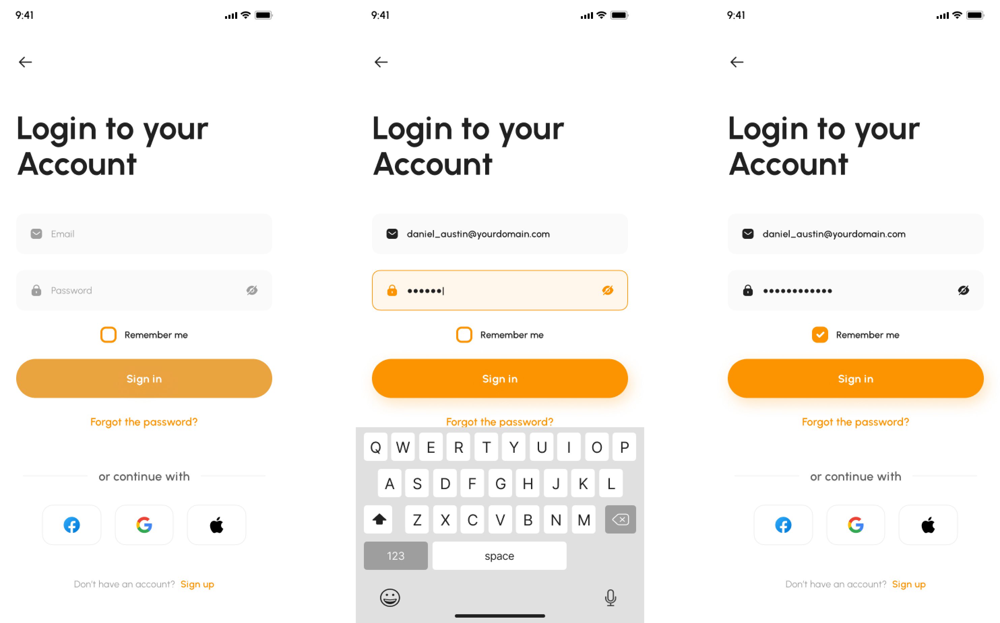 9:41
Login to your
Account
Email
Password
Remember me
Sign in
Forgot the password?
or continue with
Don't have an account? Sign up
9:41
Login to your
Account
daniel_austin@yourdomain.com
••••••|
Remember me
Sign in
Forgot the password?
Q W E R T Y U I O P
A S D F G H J K L
Z X C V B N M
123 space
9:41
Login to your
Account
daniel_austin@yourdomain.com
••••••••••••
Remember me
Sign in
Forgot the password?
or continue with
Don't have an account? Sign up